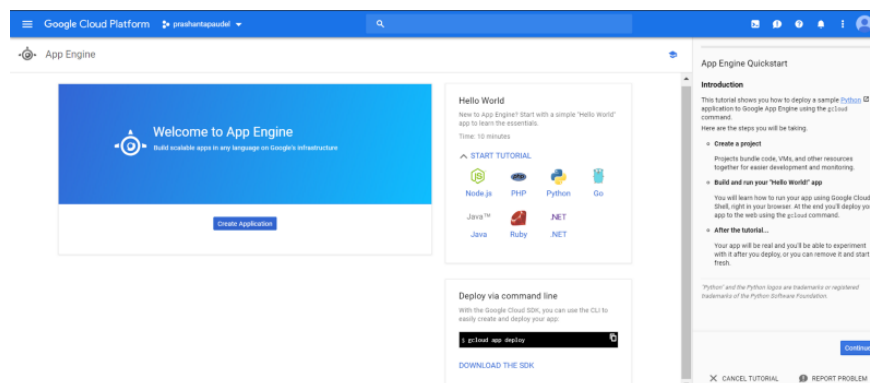 Google Cloud Platform
prashantapaudel
App Engine
Welcome to App Engine
Build scalable apps in any language on Google's infrastructure
Create Application
Hello World
New to App Engine? Start with a simple "Hello World"
app to learn the essentials.
Time: 10 minutes
START TUTORIAL
JS
php
Node.js PHP Python Go
Java™ .NET
Java Ruby .NET
Deploy via command line
With the Google Cloud SDK, you can use the CLI to
easily create and deploy your app:
$ gcloud app deploy
DOWNLOAD THE SDK
App Engine Quickstart
Introduction
This tutorial shows you how to deploy a sample Python
application to Google App Engine using the gcloud
command.
Here are the steps you will be taking.
Create a project
Projects bundle code, VMs, and other resources
together for easier development and monitoring.
Build and run your "Hello World!" app
You will learn how to run your app using Google Cloud
Shell, right in your browser. At the end you'll deploy you
app to the web using the gcloud command.
After the tutorial...
Your app will be real and you'll be able to experiment
with it after you deploy, or you can remove it and start
fresh.
"Python" and the Python logos are trademarks or registered
trademarks of the Python Software Foundation.
Continue
CANCEL TUTORIAL REPORT PROBLEM